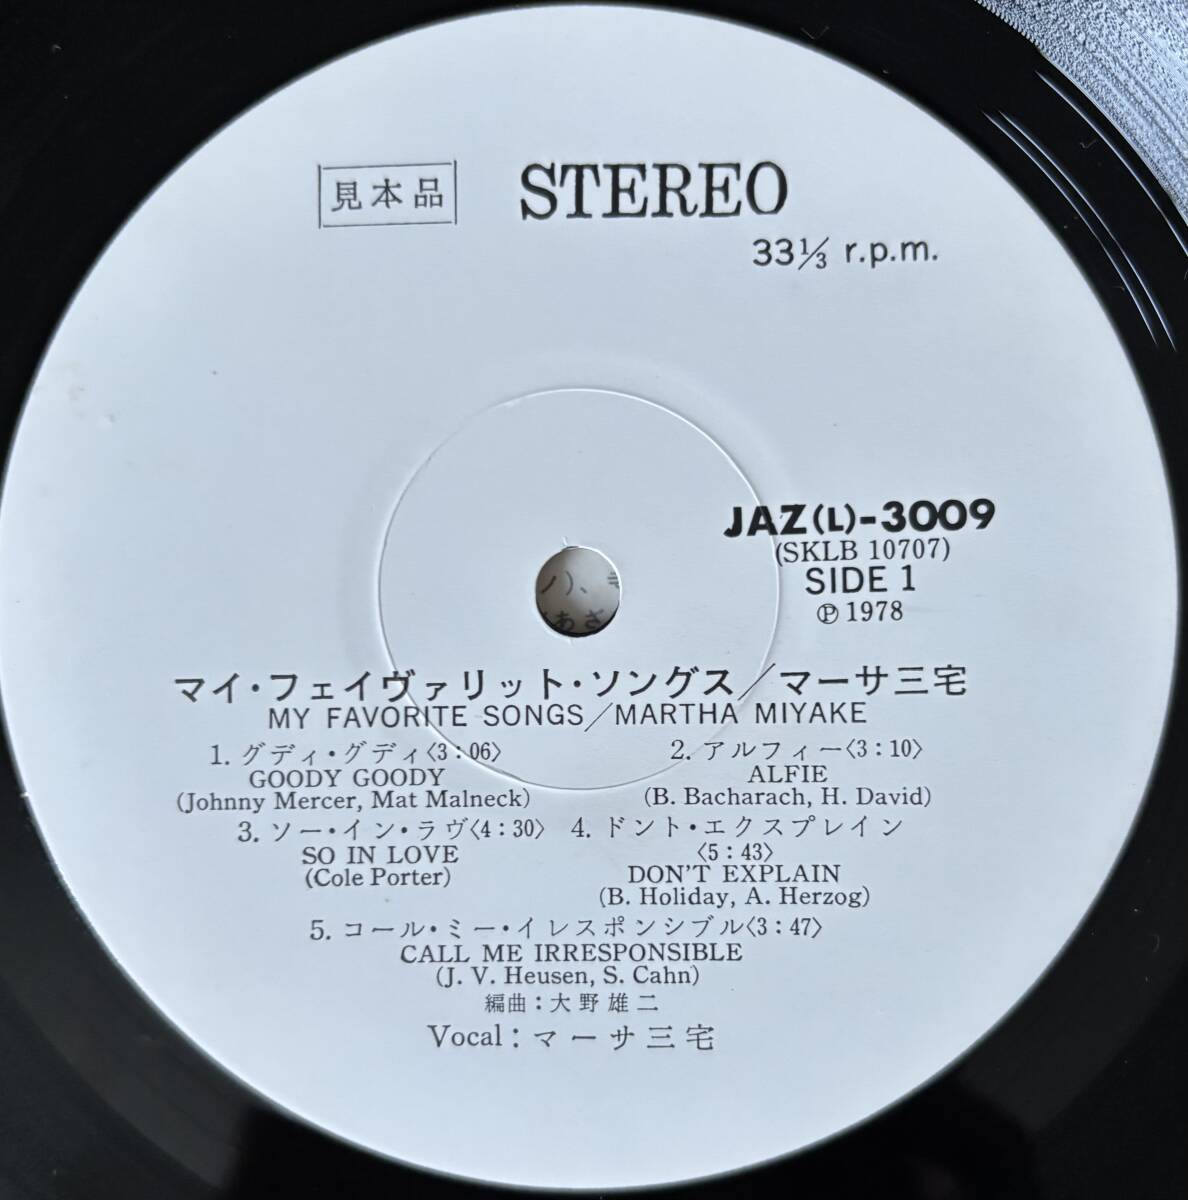 見本品 STEREO
33⅓ r.p.m.
JAZ(L)-3009
(SKLB 10707)
SIDE 1
Ⓟ 1978
マイ・フェイヴァリット・ソングス/マーサ三宅
MY FAVORITE SONGS/MARTHA MIYAKE
1. グディ・グディ〈3:06〉 2. アルフィー〈3:10〉
GOODY GOODY ALFIE
(Johnny Mercer, Mat Malneck) (B. Bacharach, H. David)
3. ソー・イン・ラヴ〈4:30〉 4. ドント・エクスプレイン
〈5:43〉
SO IN LOVE DON'T EXPLAIN
(Cole Porter) (B. Holiday, A. Herzog)
5. コール・ミー・イレスポンシブル〈3:47〉
CALL ME IRRESPONSIBLE
(J. V. Heusen, S. Cahn)
編曲:大野雄二
Vocal:マーサ三宅